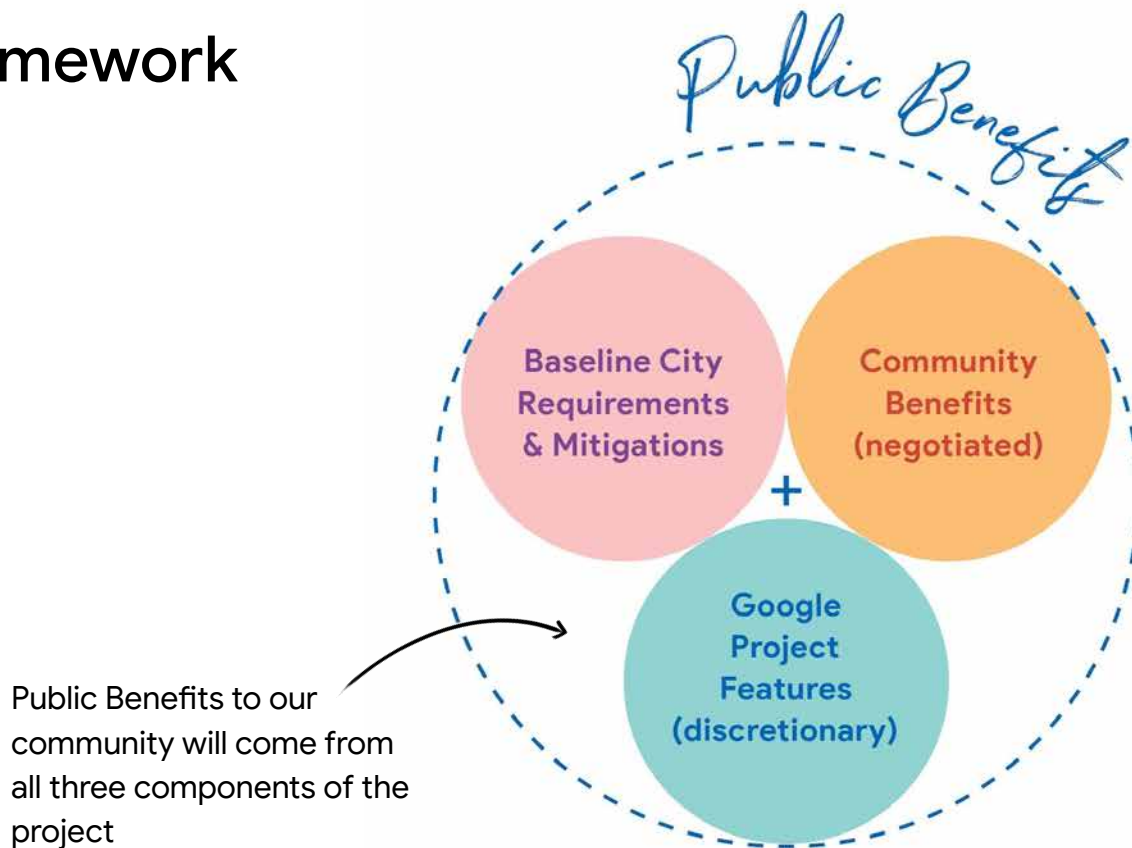 mework
Public Benefits
Baseline City
Requirements
& Mitigations
Community
Benefits
(negotiated)
+
Google
Project
Features
(discretionary)
Public Benefits to our
community will come from
all three components of the
project